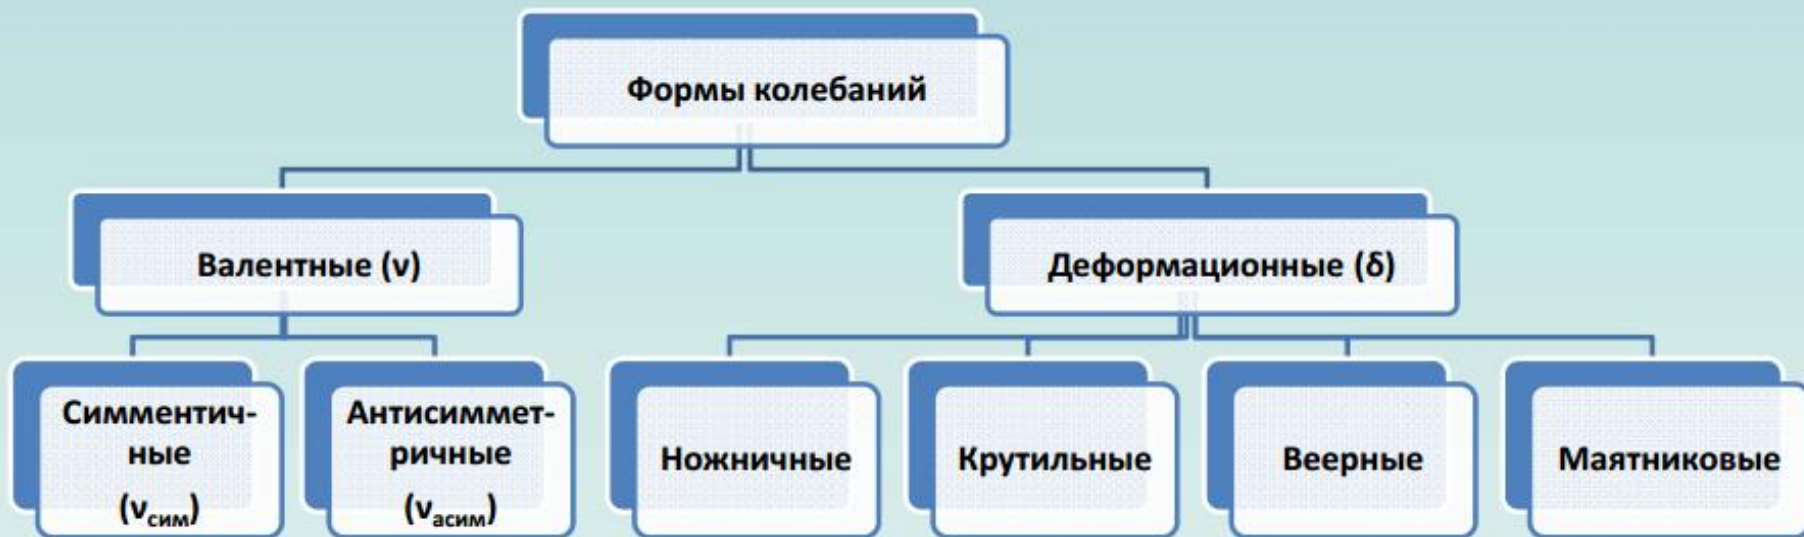 Формы колебаний
Валентные (ν)
Деформационные (δ)
Симментич-
ные
(νсим)
Антисиммет-
ричные
(νасим)
Ножничные
Крутильные
Веерные
Маятниковые